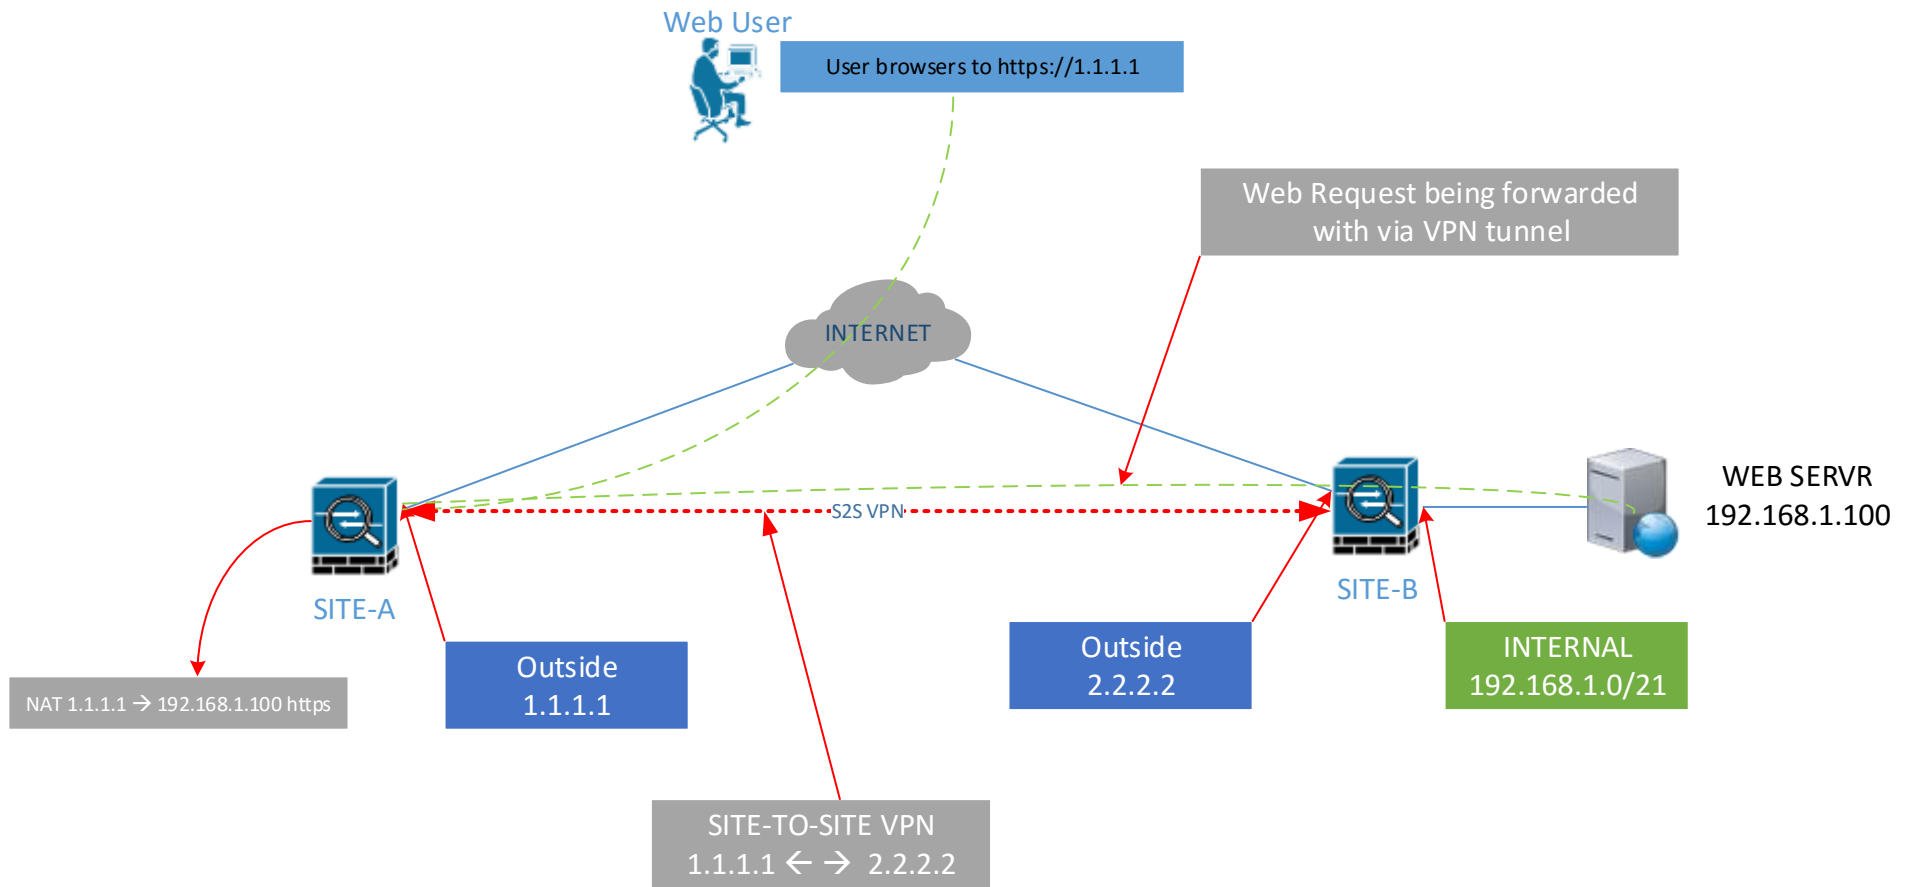 Web User
User browsers to https://1.1.1.1
Web Request being forwarded
with via VPN tunnel
INTERNET
S2S VPN
WEB SERVR
192.168.1.100
SITE-A
SITE-B
Outside
1.1.1.1
Outside
2.2.2.2
INTERNAL
192.168.1.0/21
NAT 1.1.1.1 → 192.168.1.100 https
SITE-TO-SITE VPN
1.1.1.1 ← → 2.2.2.2